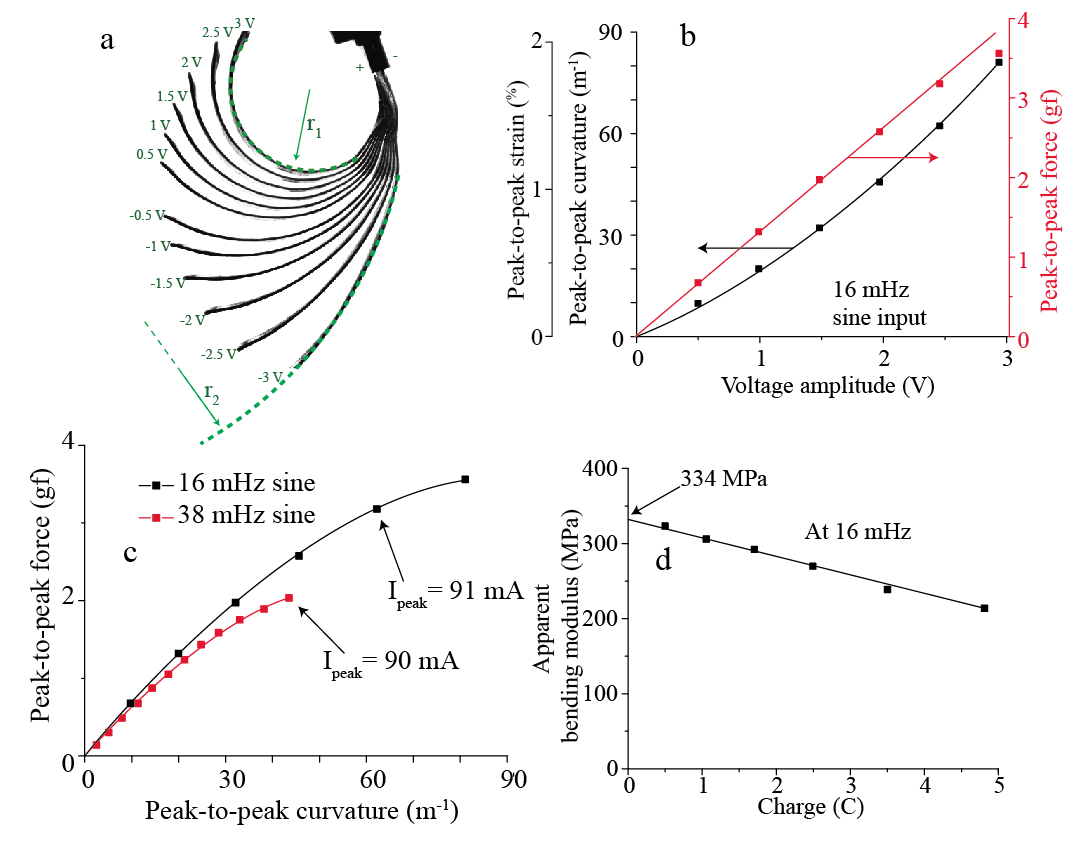 a
3 V
2.5 V
2 V
1.5 V
1 V
0.5 V
-0.5 V
-1 V
-1.5 V
-2 V
-2.5 V
-3 V
+
-
r1
r2
b
Peak-to-peak strain (%)
2
1
0
Peak-to-peak curvature (m-1)
90
60
30
0
4
3
2
1
0
Peak-to-peak force (gf)
16 mHz
sine input
0
1
2
3
Voltage amplitude (V)
c
Peak-to-peak force (gf)
4
2
0
16 mHz sine
38 mHz sine
Ipeak= 91 mA
Ipeak= 90 mA
0
30
60
90
Peak-to-peak curvature (m-1)
d
Apparent
bending modulus (MPa)
400
300
200
100
0
334 MPa
At 16 mHz
0
1
2
3
4
5
Charge (C)